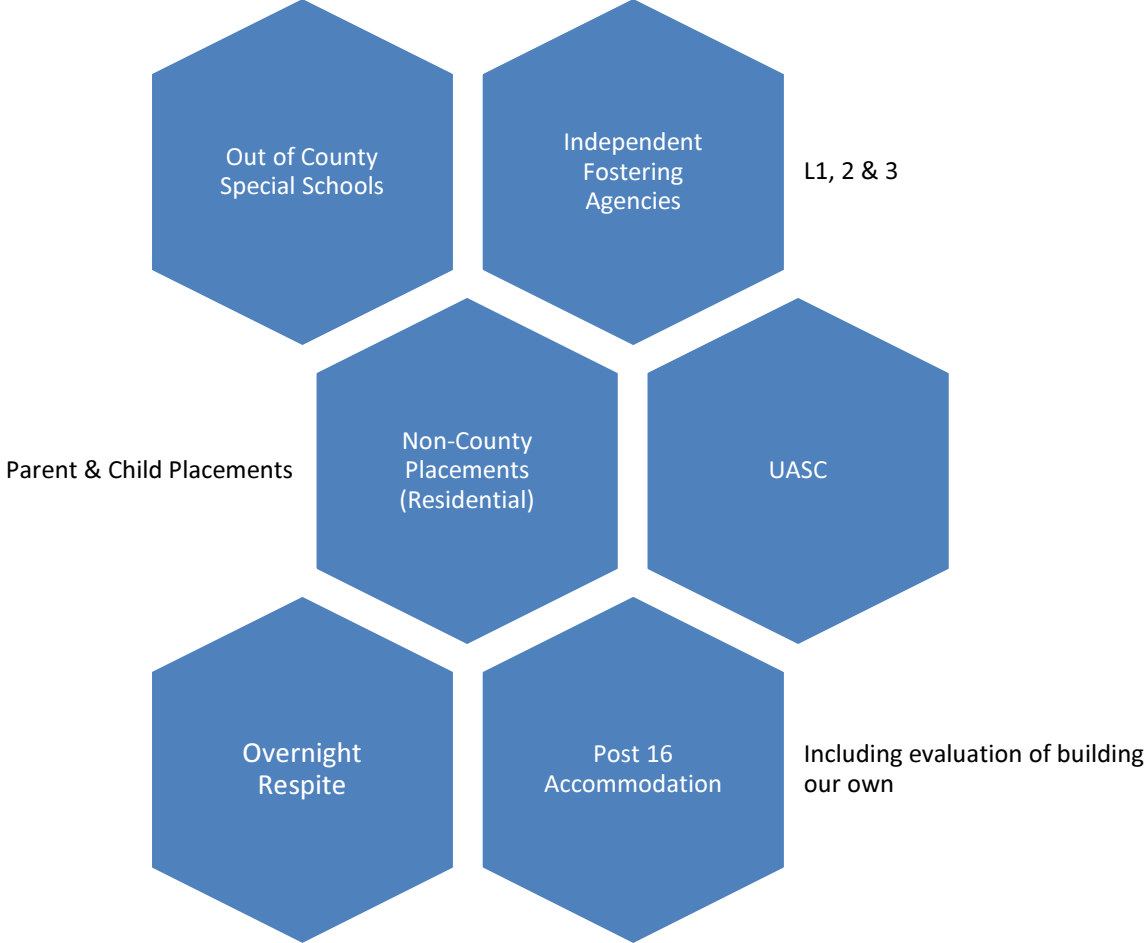 Out of County
Special Schools
Independent
Fostering
Agencies
L1, 2 & 3
Parent & Child Placements
Non-County
Placements
(Residential)
UASC
Overnight
Respite
Post 16
Accommodation
Including evaluation of building
our own